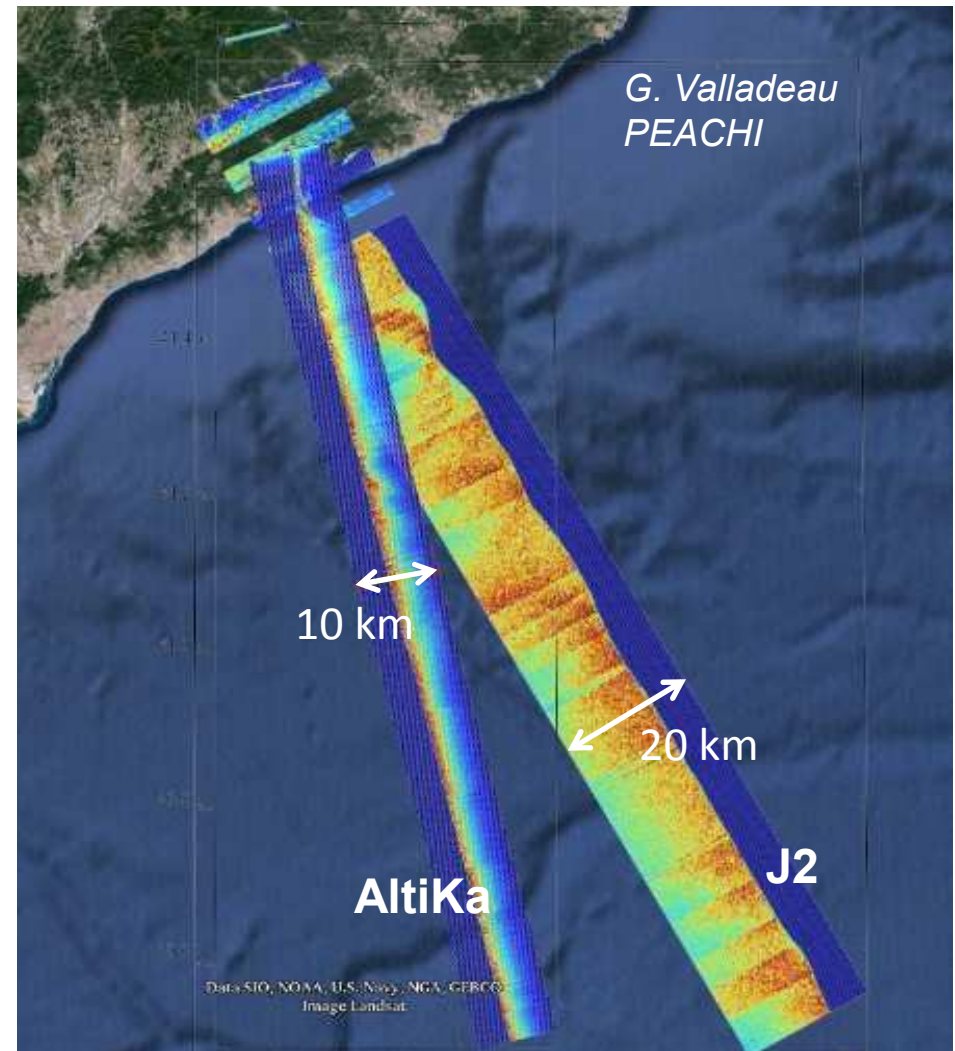 G. Valladeau
PEACHI
10 km
20 km
J2
AltiKa
Data SIO, NOAA, U.S. Navy, NGA, GEBCO
Image Landsat